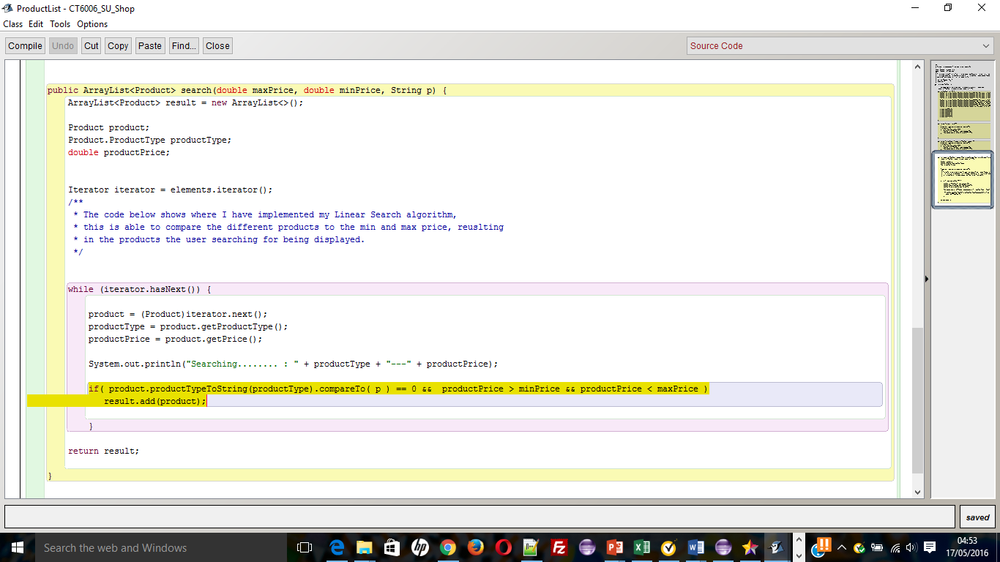 ProductList - CT6006_SU_Shop
Class Edit Tools Options
Compile Undo Cut Copy Paste Find... Close Source Code
public ArrayList<Product> search(double maxPrice, double minPrice, String p) {
ArrayList<Product> result = new ArrayList<>();
Product product;
Product.ProductType productType;
double productPrice;
Iterator iterator = elements.iterator();
/**
* The code below shows where I have implemented my Linear Search algorithm,
* this is able to compare the different products to the min and max price, reuslting
* in the products the user searching for being displayed.
*/
while (iterator.hasNext()) {
product = (Product)iterator.next();
productType = product.getProductType();
productPrice = product.getPrice();
System.out.println("Searching........ : " + productType + "---" + productPrice);
if( product.productTypeToString(productType).compareTo( p ) == 0 && productPrice > minPrice && productPrice < maxPrice )
result.add(product);
}
return result;
}
saved
Search the web and Windows
04:53
17/05/2016